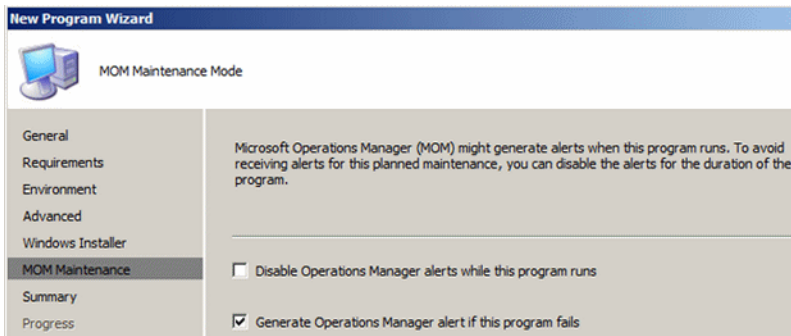 New Program Wizard
MOM Maintenance Mode
General
Requirements
Environment
Advanced
Windows Installer
MOM Maintenance
Summary
Progress
Microsoft Operations Manager (MOM) might generate alerts when this program runs. To avoid
receiving alerts for this planned maintenance, you can disable the alerts for the duration of the
program.
Disable Operations Manager alerts while this program runs
Generate Operations Manager alert if this program fails